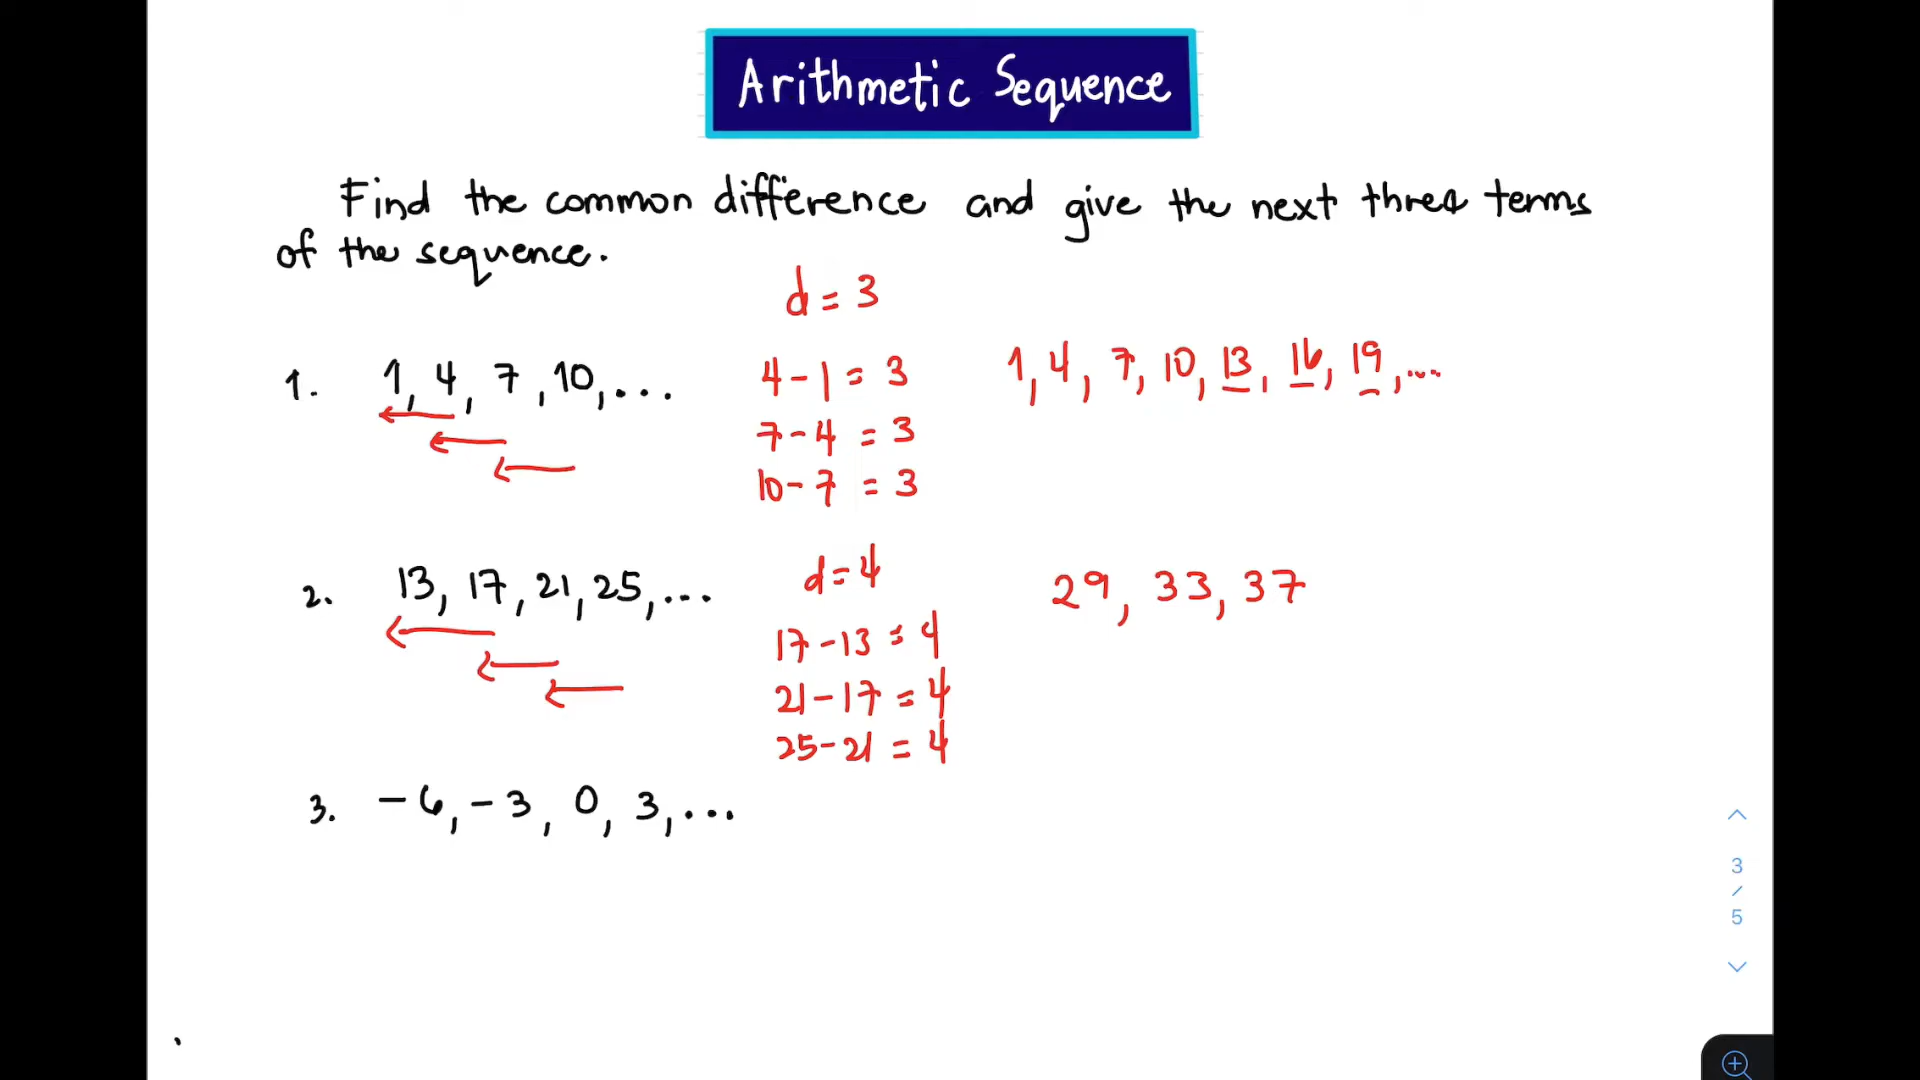 Arithmetic Sequence
Find the common difference and give the next three terms
of the sequence.
d = 3
1. 1, 4, 7, 10, ...
4 - 1 = 3
7 - 4 = 3
10 - 7 = 3
1, 4, 7, 10, 13, 16, 19, ...
2. 13, 17, 21, 25, ...
d = 4
17 - 13 = 4
21 - 17 = 4
25 - 21 = 4
29, 33, 37
3. -6, -3, 0, 3, ...
3
/
5